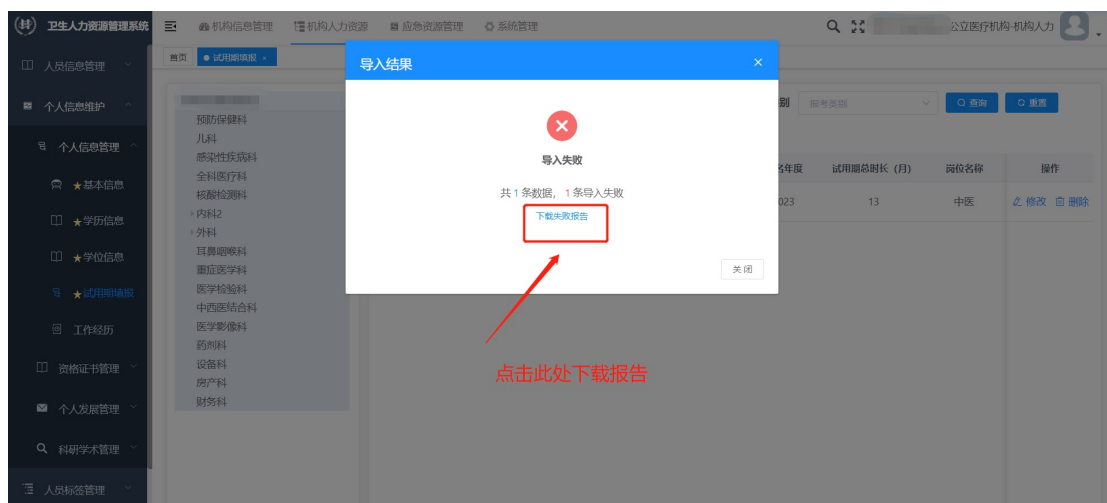 卫生人力资源管理系统
机构信息管理
机构人力资源
应急资源管理
系统管理
公立医疗机构-机构人力
首页
试用期填报 ×
人员信息管理
个人信息维护
个人信息管理
★基本信息
★学历信息
★学位信息
★试用期填报
工作经历
资格证书管理
个人发展管理
科研学术管理
人员标签管理
预防保健科
儿科
感染性疾病科
全科医疗科
核酸检测科
内科2
外科
耳鼻咽喉科
重症医学科
医学检验科
中西医结合科
医学影像科
药剂科
设备科
房产科
财务科
导入结果
×
导入失败
共 1 条数据， 1 条导入失败
下载失败报告
关 闭
点击此处下载报告
别
报考类别
查询
重置
名年度
试用期总时长（月）
岗位名称
操作
023
13
中医
修改
删除